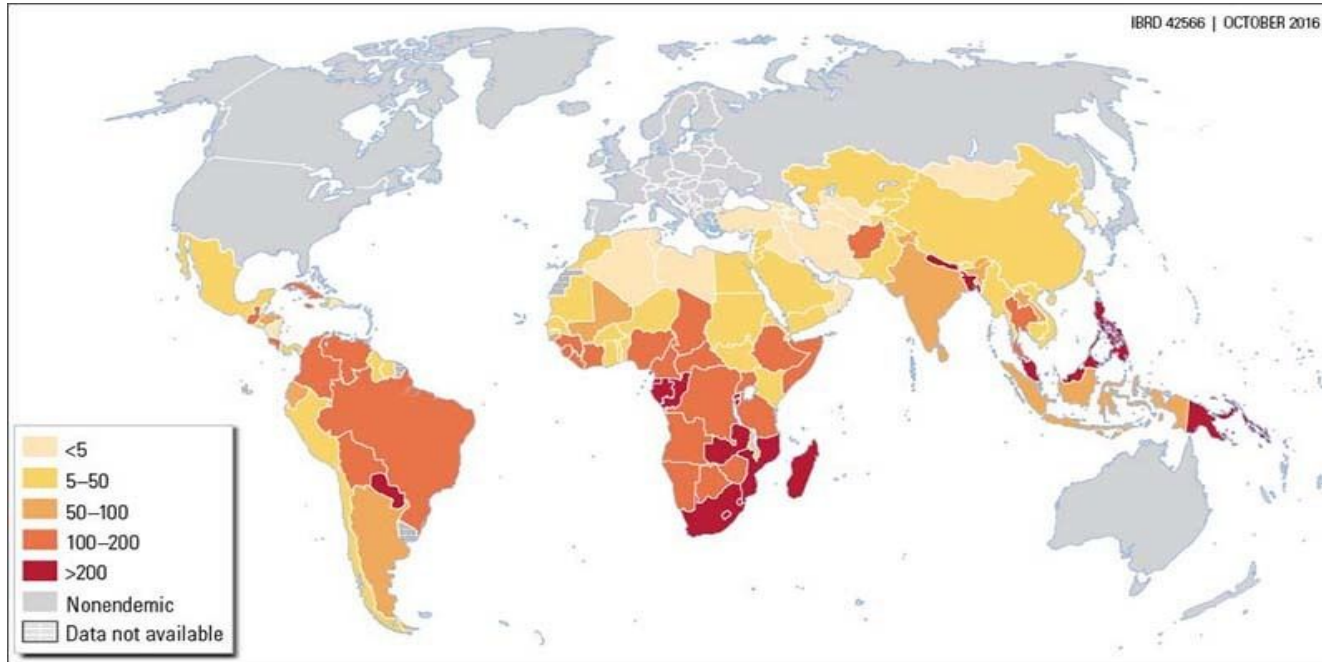 IBRD 42566 | OCTOBER 2016
<5
5–50
50–100
100–200
>200
Nonendemic
Data not available